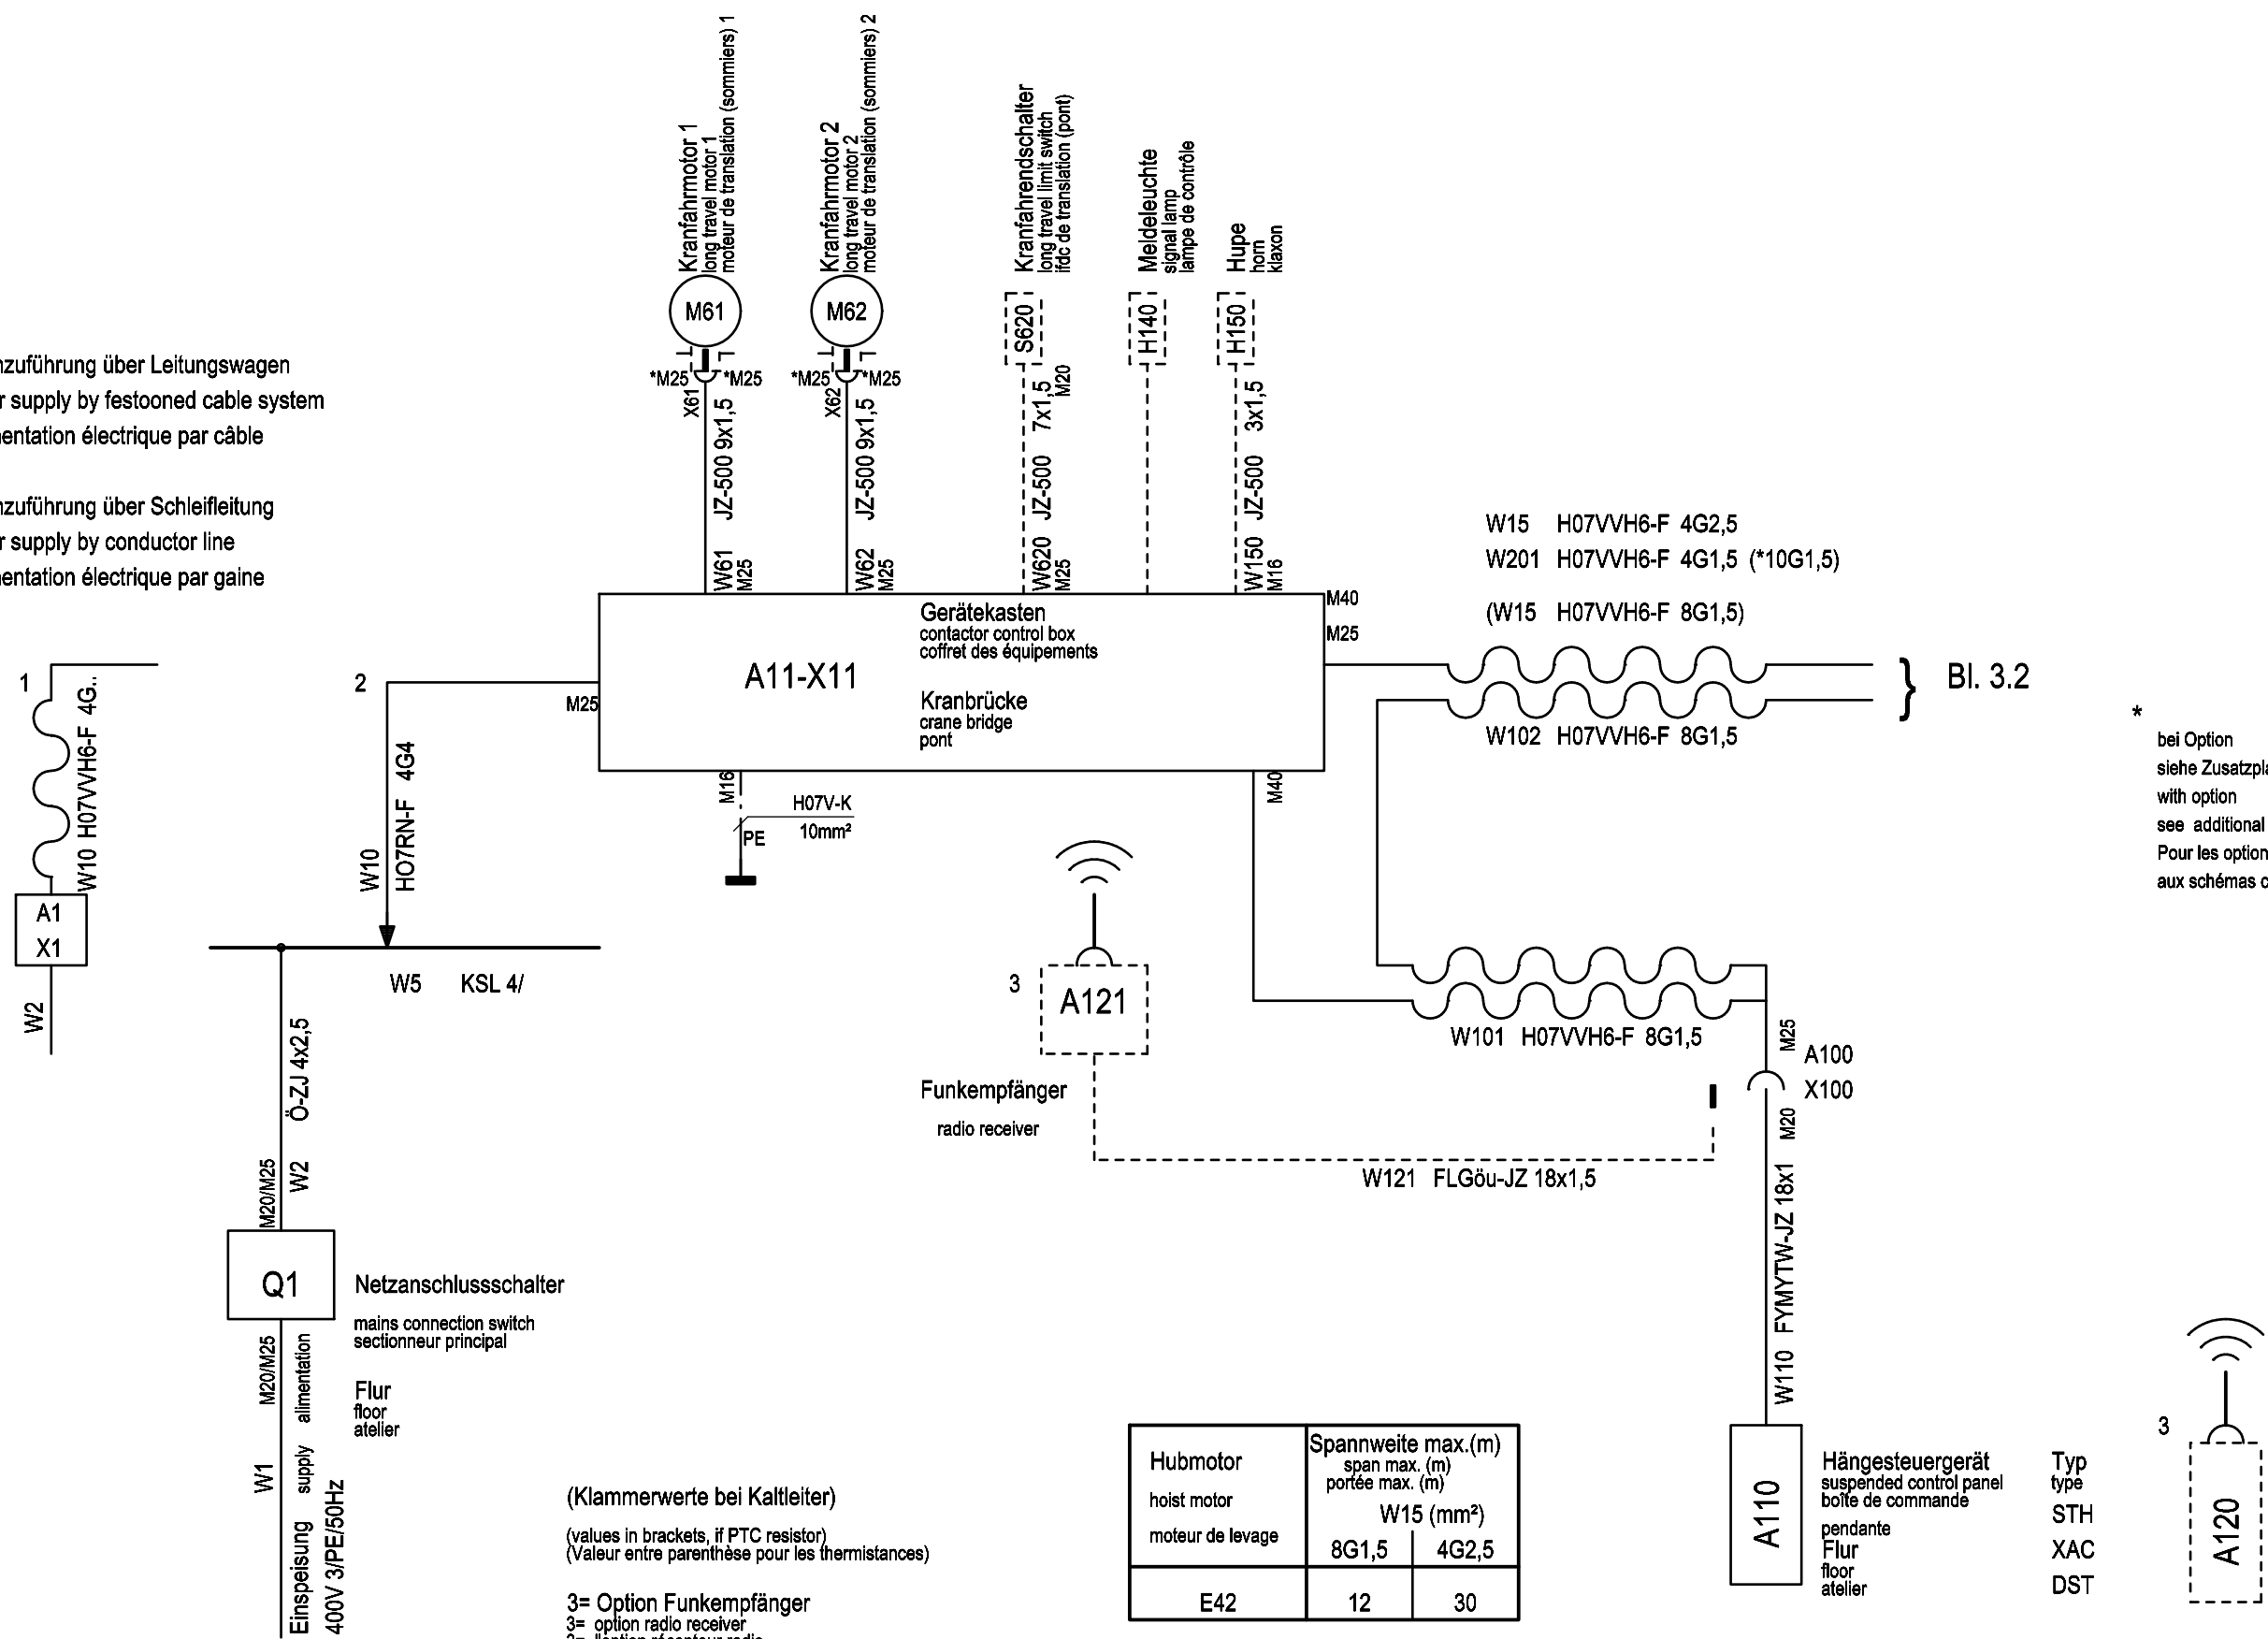 Kranfahrmotor 1
long travel motor 1
moteur de translation (sommiers) 1
Kranfahrmotor 2
long travel motor 2
moteur de translation (sommiers) 2
Kranfahrendschalter
long travel limit switch
ifdc de translation (pont)
Meldeleuchte
signal lamp
lampe de contrôle
Hupe
horn
klaxon
M61
M62
S620
H140
H150
*M25
*M25
*M25
*M25
X61
X62
M20
W61 JZ-500 9x1,5
M25
W62 JZ-500 9x1,5
M25
W620 JZ-500 7x1,5
M25
W150 JZ-500 3x1,5
M16
nzuführung über Leitungswagen
r supply by festooned cable system
entation électrique par câble
nzuführung über Schleifleitung
r supply by conductor line
entation électrique par gaine
W15 H07VVH6-F 4G2,5
W201 H07VVH6-F 4G1,5 (*10G1,5)
(W15 H07VVH6-F 8G1,5)
Gerätekasten
contactor control box
coffret des équipements
A11-X11
Kranbrücke
crane bridge
pont
M40
M25
M25
M16
M40
} Bl. 3.2
W102 H07VVH6-F 8G1,5
*
bei Option
siehe Zusatzpla
with option
see additional
Pour les option
aux schémas c
1
W10 H07VVH6-F 4G..
A1
X1
W2
2
W10
HO7RN-F 4G4
H07V-K
10mm²
PE
W5 KSL 4/
3
A121
Funkempfänger
radio receiver
W101 H07VVH6-F 8G1,5
M25
A100
X100
M20
W121 FLGöu-JZ 18x1,5
W110 FYMYTW-JZ 18x1
W2 Ö-ZJ 4x2,5
M20/M25
Q1
Netzanschlussschalter
mains connection switch
sectionneur principal
Flur
floor
atelier
M20/M25
W1
Einspeisung supply alimentation
400V 3/PE/50Hz
(Klammerwerte bei Kaltleiter)
(values in brackets, if PTC resistor)
(Valeur entre parenthèse pour les thermistances)
3= Option Funkempfänger
3= option radio receiver
Hubmotor
hoist motor
moteur de levage
Spannweite max.(m)
span max. (m)
portée max. (m)
W15 (mm²)
8G1,5 4G2,5
E42 12 30
A110
Hängesteuergerät
suspended control panel
boîte de commande
pendante
Flur
floor
atelier
Typ
type
STH
XAC
DST
3
A120